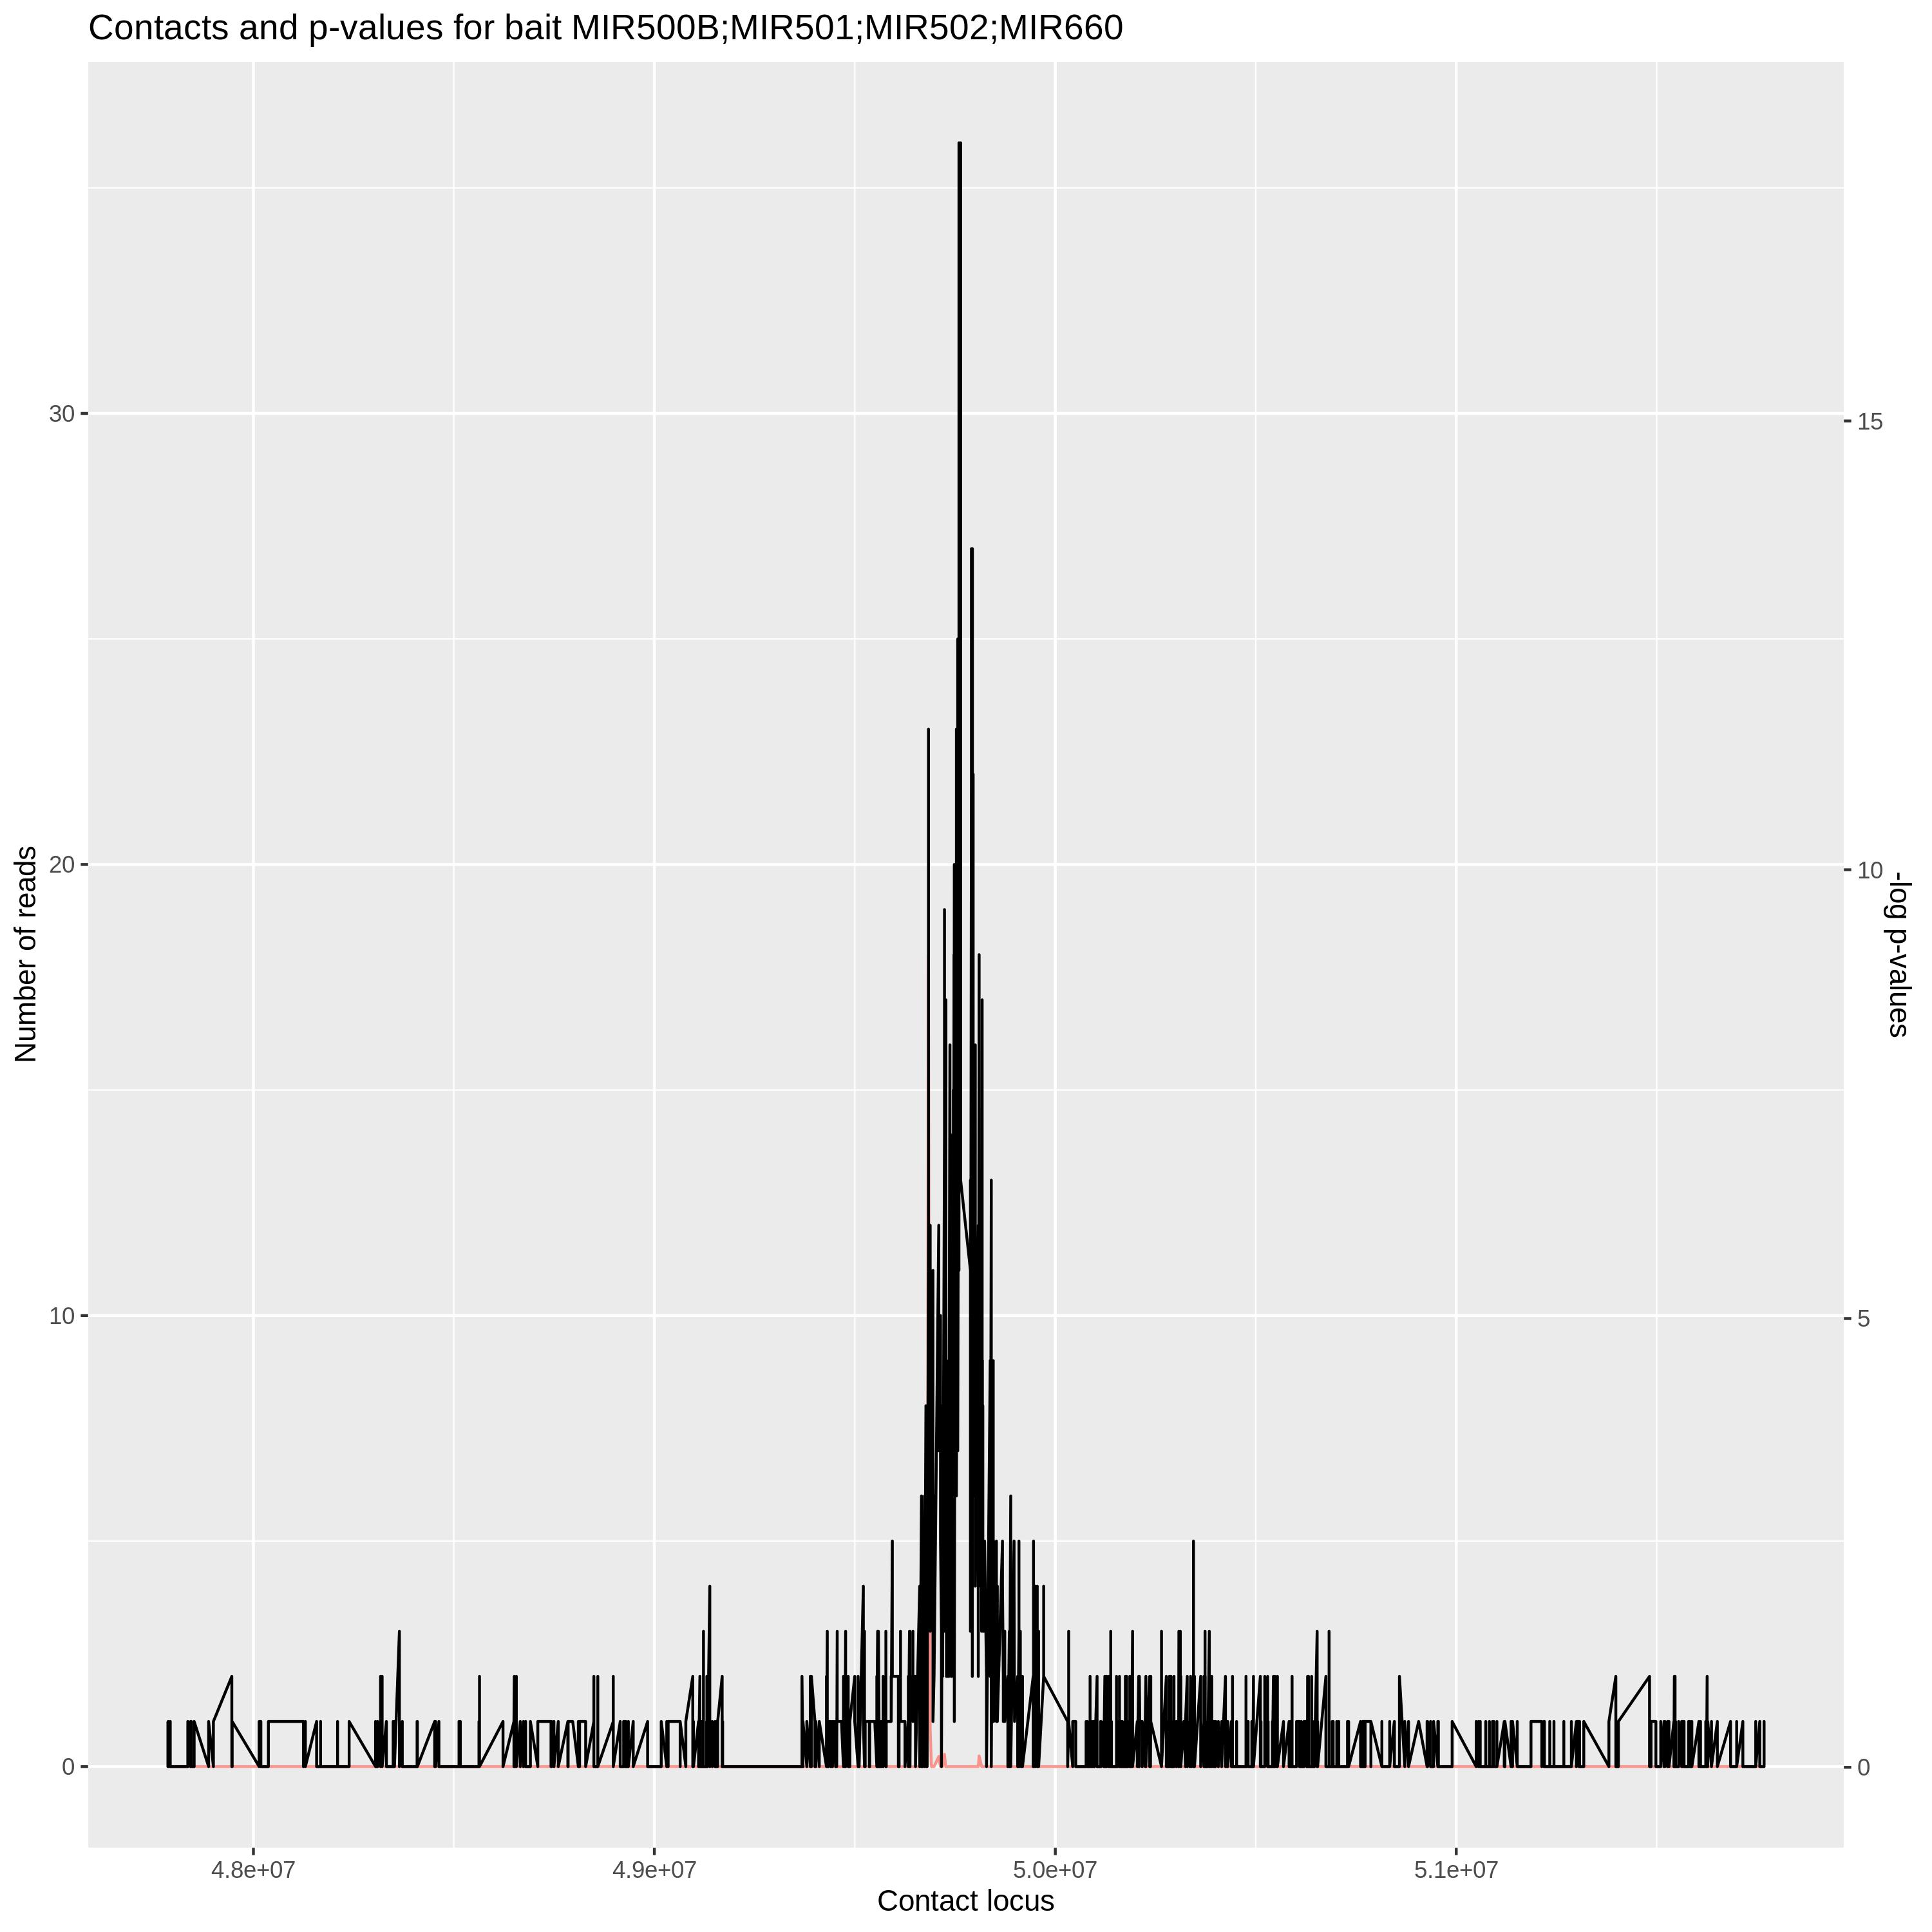 Contacts and p-values for bait MIR500B;MIR501;MIR502;MIR660
30
20
10
0
Number of reads
15
10
5
0
-log p-values
4.8e+07 4.9e+07 5.0e+07 5.1e+07
Contact locus